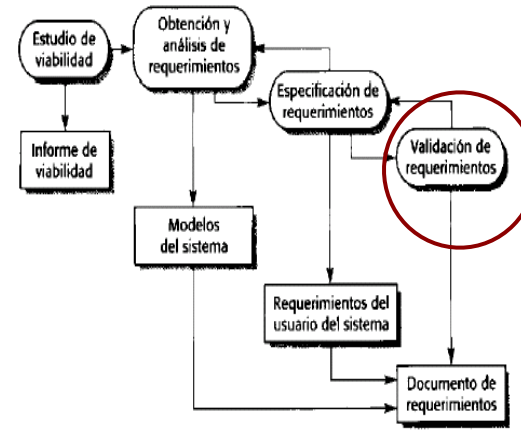 Estudio de
viabilidad
Obtención y
análisis de
requerimientos
Especificación de
requerimientos
Validación de
requerimientos
Informe de
viabilidad
Modelos
del sistema
Requerimientos del
usuario del sistema
Documento de
requerimientos